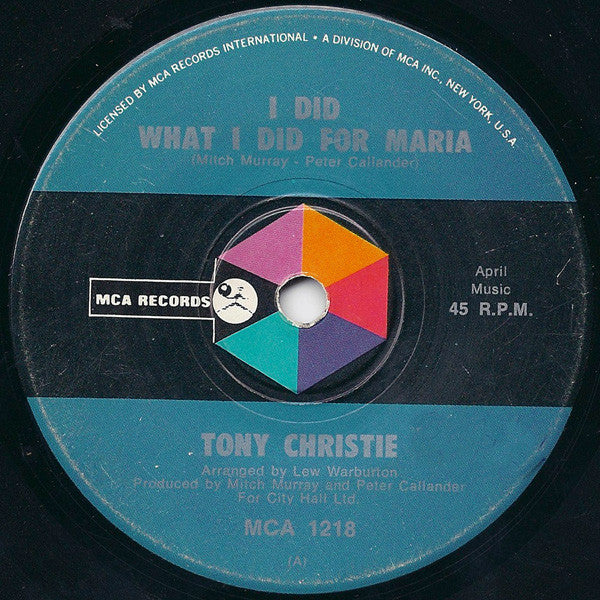 LICENSED BY MCA RECORDS INTERNATIONAL • A DIVISION OF MCA INC., NEW YORK, U.S.A.
I DID
WHAT I DID FOR MARIA
(Mitch Murray - Peter Callander)
MCA RECORDS
April
Music
45 R.P.M.
TONY CHRISTIE
Arranged by Lew Warburton
Produced by Mitch Murray and Peter Callander
For City Hall Ltd.
MCA 1218
(A)